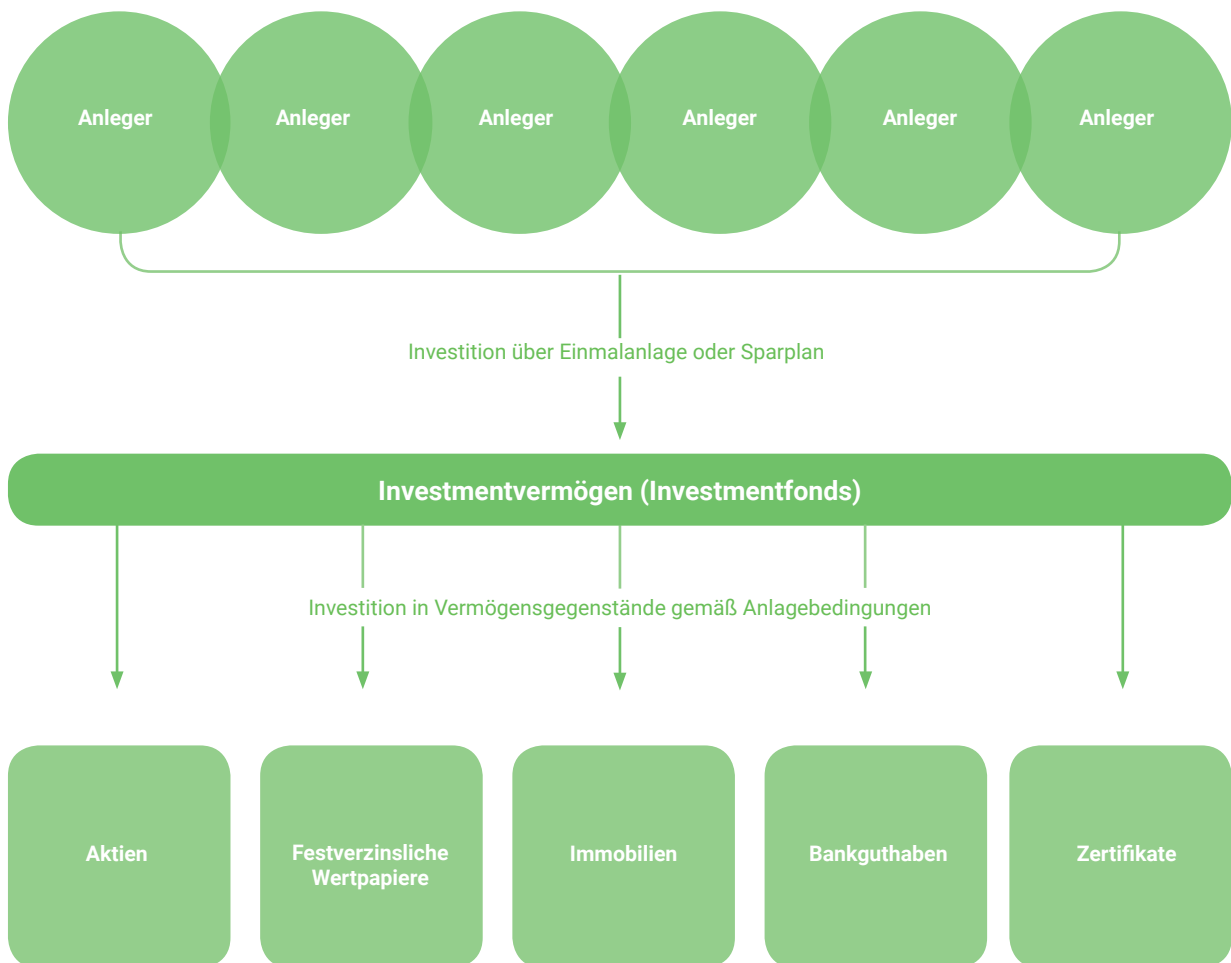 Anleger
Anleger
Anleger
Anleger
Anleger
Anleger
Investition über Einmalanlage oder Sparplan
Investmentvermögen (Investmentfonds)
Investition in Vermögensgegenstände gemäß Anlagebedingungen
Aktien
Festverzinsliche
Wertpapiere
Immobilien
Bankguthaben
Zertifikate